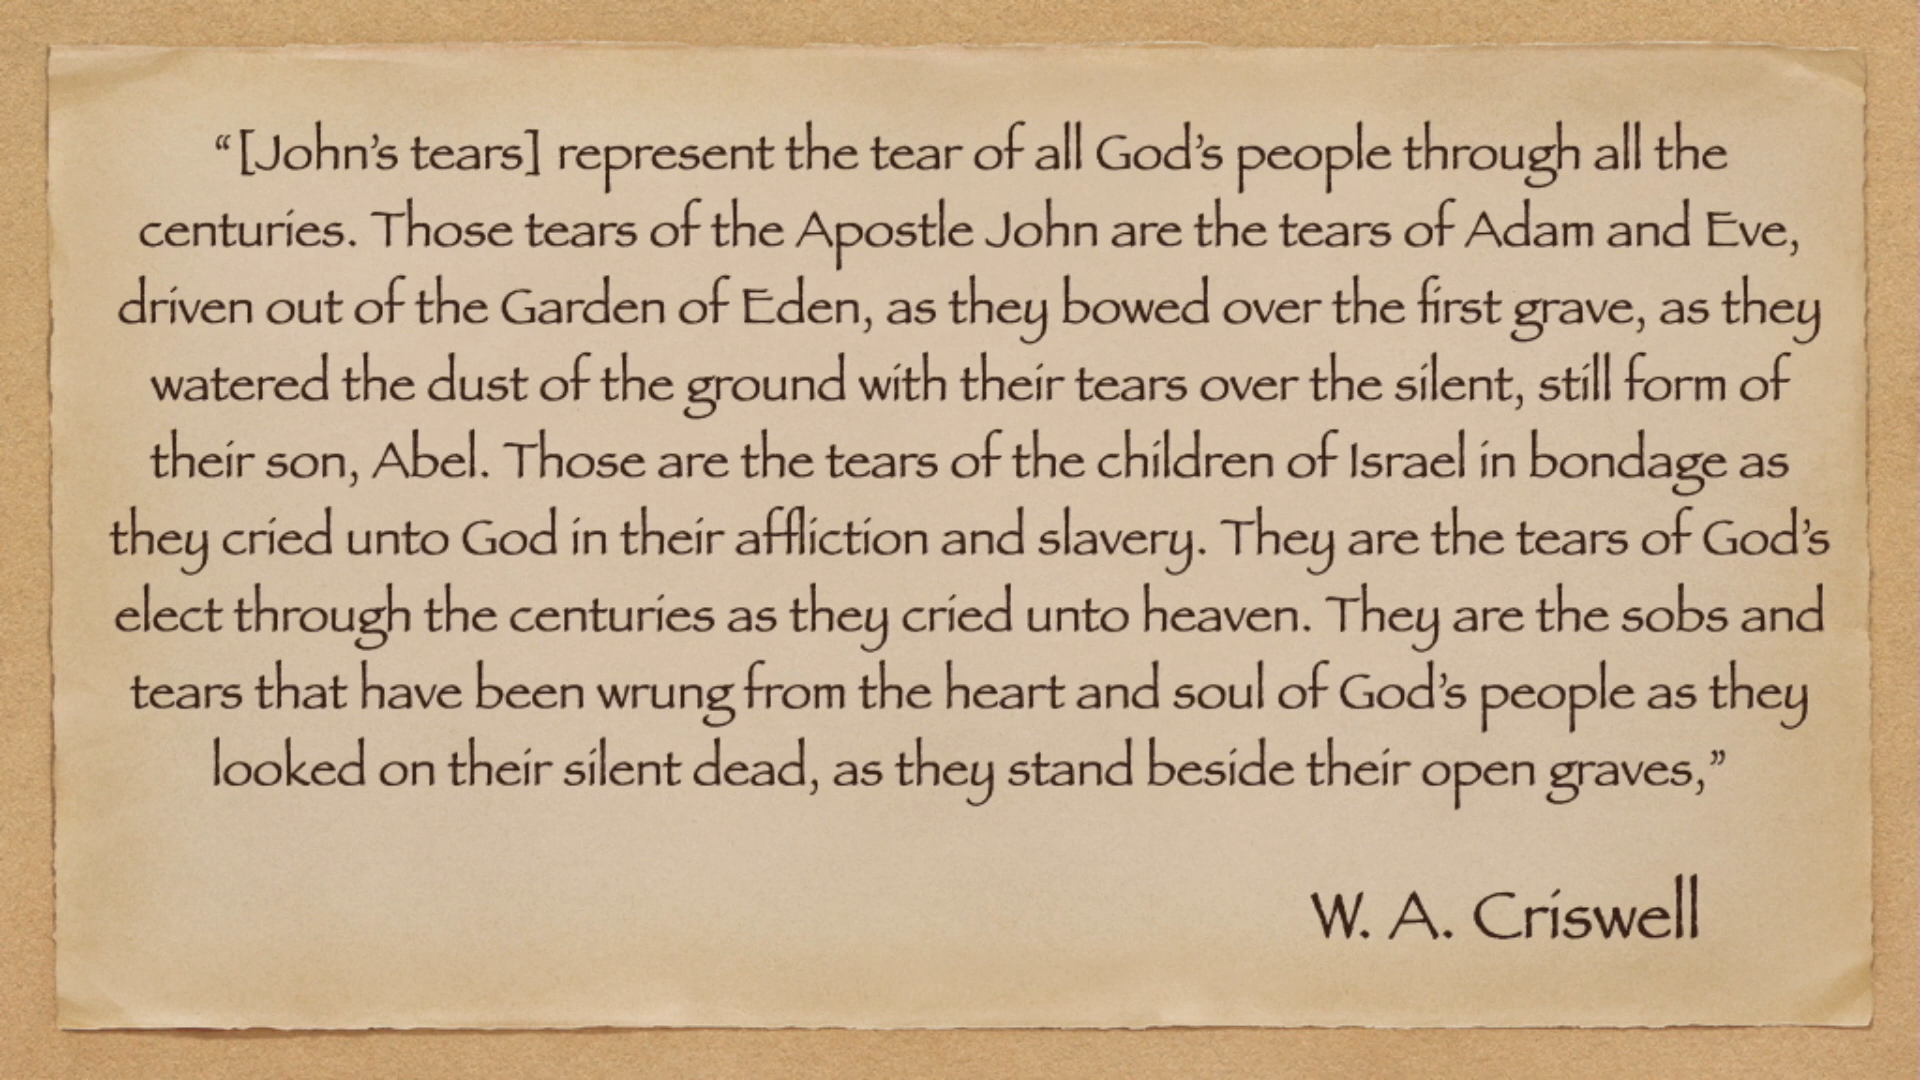 “[John’s tears] represent the tear of all God’s people through all the
centuries. Those tears of the Apostle John are the tears of Adam and Eve,
driven out of the Garden of Eden, as they bowed over the first grave, as they
watered the dust of the ground with their tears over the silent, still form of
their son, Abel. Those are the tears of the children of Israel in bondage as
they cried unto God in their affliction and slavery. They are the tears of God’s
elect through the centuries as they cried unto heaven. They are the sobs and
tears that have been wrung from the heart and soul of God’s people as they
looked on their silent dead, as they stand beside their open graves,”
W. A. Criswell